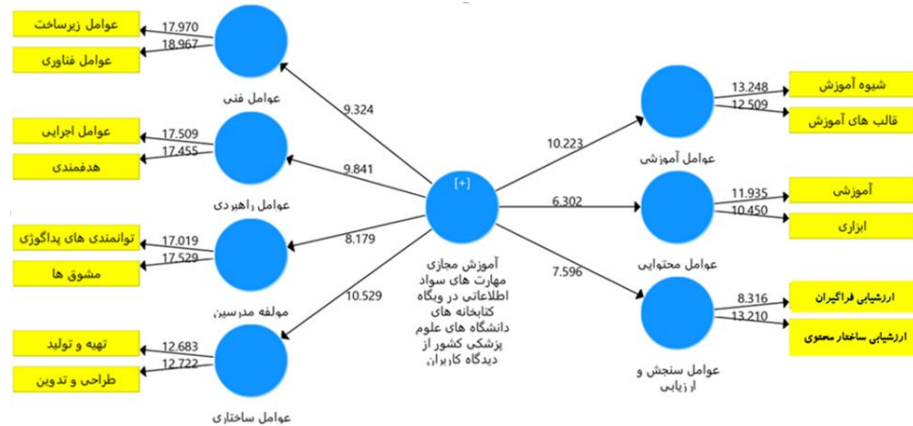 عوامل زیرساخت
17.970
18.967
عوامل فناوری
عوامل فنی
9.324
عوامل اجرایی
17.509
17.455
هدفمندی
عوامل راهبردی
9.841
توانمندی های پداگوژی
17.019
17.529
مشوق ها
مولفه مدرسین
8.179
تهیه و تولید
12.683
12.722
طراحی و تدوین
عوامل ساختاری
10.529
[+]
آموزش مجازی
مهارت های سواد
اطلاعاتی در وبگاه
کتابخانه های
دانشگاه های علوم
پزشکی کشور از
دیدگاه کاربران
10.223
عوامل آموزشی
13.248
شیوه آموزش
12.509
قالب های آموزش
6.302
عوامل محتوایی
11.935
آموزشی
10.450
ابزاری
7.596
عوامل سنجش و
ارزیابی
8.316
ارزشیابی فراگیران
13.210
ارزشیابی ساختار محتوی